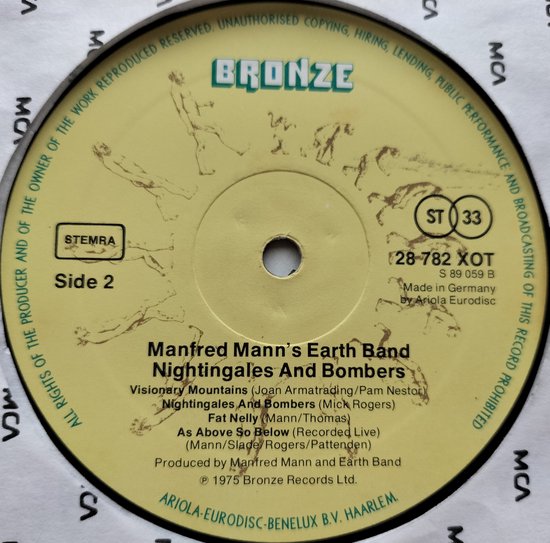 ALL RIGHTS OF THE PRODUCER AND OF THE OWNER OF THE WORK REPRODUCED RESERVED, UNAUTHORISED COPYING, HIRING, LENDING, PUBLIC PERFORMANCE AND BROADCASTING OF THIS RECORD PROHIBITED
BRONZE
ST 33
STEMRA
28 782 XOT
S 89 059 B
Side 2
Made in Germany
by Ariola Eurodisc
Manfred Mann's Earth Band
Nightingales And Bombers
Visionary Mountains (Joan Armatrading/Pam Nestor)
Nightingales And Bombers (Mick Rogers)
Fat Nelly (Mann/Thomas)
As Above So Below (Recorded Live)
(Mann/Slade/Rogers/Pattenden)
Produced by Manfred Mann and Earth Band
℗ 1975 Bronze Records Ltd.
ARIOLA-EURODISC-BENELUX B.V. HAARLEM.
MCA
MCA
MCA
MCA
MCA
MCA
MCA
MCA